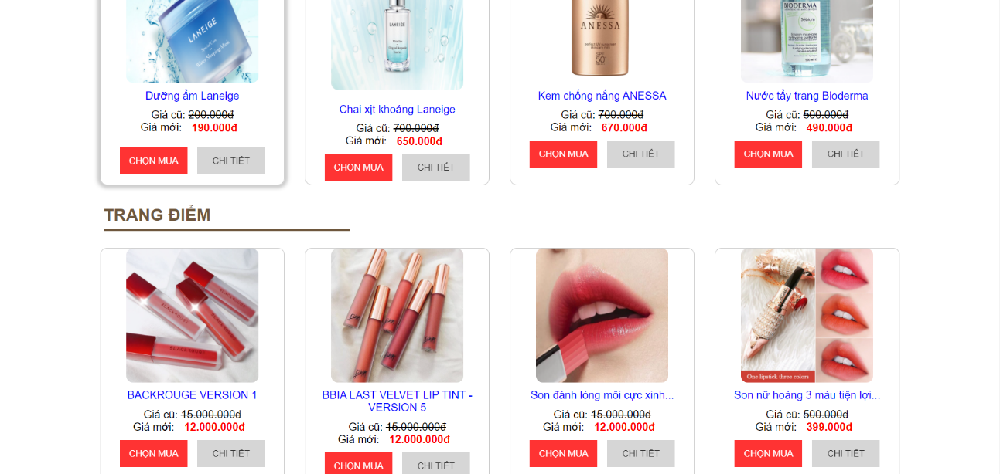 LANEIGE
LANEIGE
ANESSA
SPF
50+
BIODERMA
Sébium
Dưỡng ẩm Laneige
Giá cũ: 200.000đ
Giá mới: 190.000đ
CHỌN MUA
CHI TIẾT
Chai xịt khoáng Laneige
Giá cũ: 700.000đ
Giá mới: 650.000đ
CHỌN MUA
CHI TIẾT
Kem chống nắng ANESSA
Giá cũ: 700.000đ
Giá mới: 670.000đ
CHỌN MUA
CHI TIẾT
Nước tẩy trang Bioderma
Giá cũ: 500.000đ
Giá mới: 490.000đ
CHỌN MUA
CHI TIẾT
TRANG ĐIỂM
BLACKROUGE
BACKROUGE VERSION 1
Giá cũ: 15.000.000đ
Giá mới: 12.000.000đ
CHỌN MUA
CHI TIẾT
BBIA LAST VELVET LIP TINT -
VERSION 5
Giá cũ: 15.000.000đ
Giá mới: 12.000.000đ
CHỌN MUA
CHI TIẾT
Son đánh lòng môi cực xinh...
Giá cũ: 15.000.000đ
Giá mới: 12.000.000đ
CHỌN MUA
CHI TIẾT
One lipstick three colors
Son nữ hoàng 3 màu tiện lợi...
Giá cũ: 500.000đ
Giá mới: 399.000đ
CHỌN MUA
CHI TIẾT